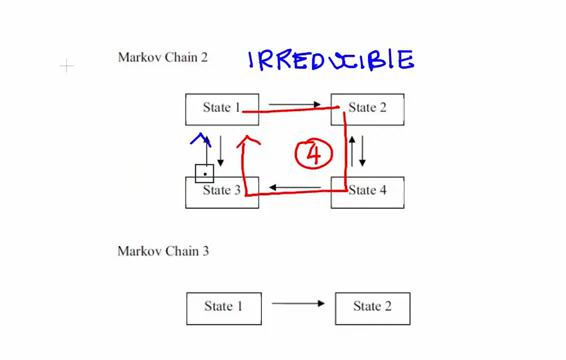 Markov Chain 2 IRREDUCIBLE
State 1 State 2
4
State 3 State 4
Markov Chain 3
State 1 State 2